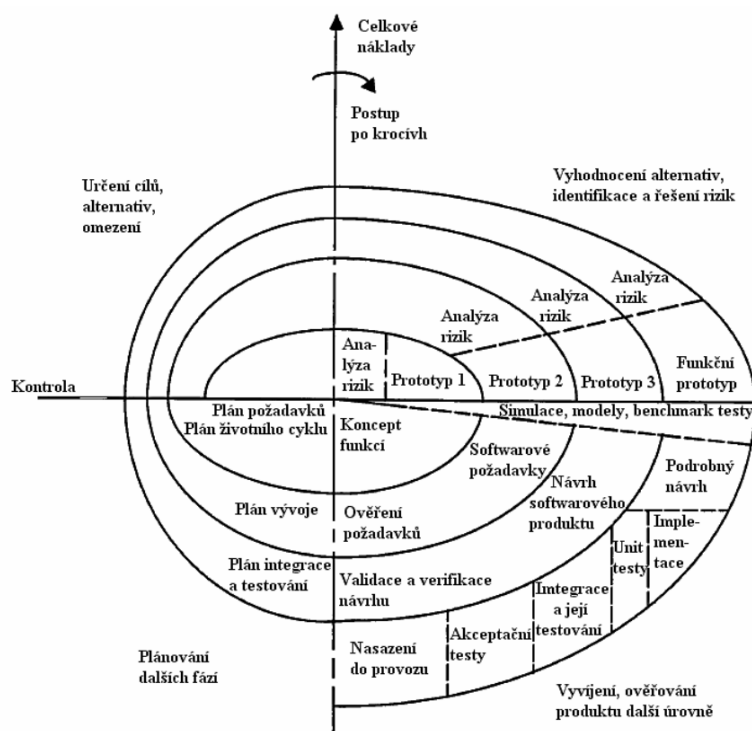 Celkové
náklady
Postup
po krocívh
Určení cílů,
alternativ,
omezení
Vyhodnocení alternativ,
identifikace a řešení rizik
Analýza
rizik
Analýza
rizik
Analýza
rizik
Ana-
lýza
rizik
Prototyp 1
Prototyp 2
Prototyp 3
Funkční
prototyp
Kontrola
Simulace, modely, benchmark testy
Plán požadavků
Plán životního cyklu
Koncept
funkcí
Softwarové
požadavky
Návrh
softwarového
produktu
Podrobný
návrh
Plán vývoje
Ověření
požadavků
Unit
testy
Imple-
men-
tace
Plán integrace
a testování
Validace a verifikace
návrhu
Imtegrace
a její
testování
Akceptační
testy
Nasazení
do provozu
Plánování
dalších fází
Vyvíjení, ověřování
produktu další úrovně